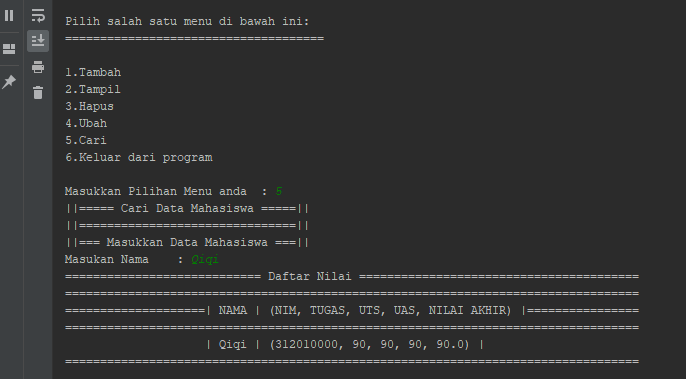 Pilih salah satu menu di bawah ini:
=====================================
1.Tambah
2.Tampil
3.Hapus
4.Ubah
5.Cari
6.Keluar dari program
Masukkan Pilihan Menu anda  : 5
||===== Cari Data Mahasiswa =====||
||===============================||
||=== Masukkan Data Mahasiswa ===||
Masukan Nama    : Qiqi
============================ Daftar Nilai ========================================
==================================================================================
====================| NAMA | (NIM, TUGAS, UTS, UAS, NILAI AKHIR) |================
==================================================================================
                    | Qiqi | (312010000, 90, 90, 90, 90.0) |
==================================================================================